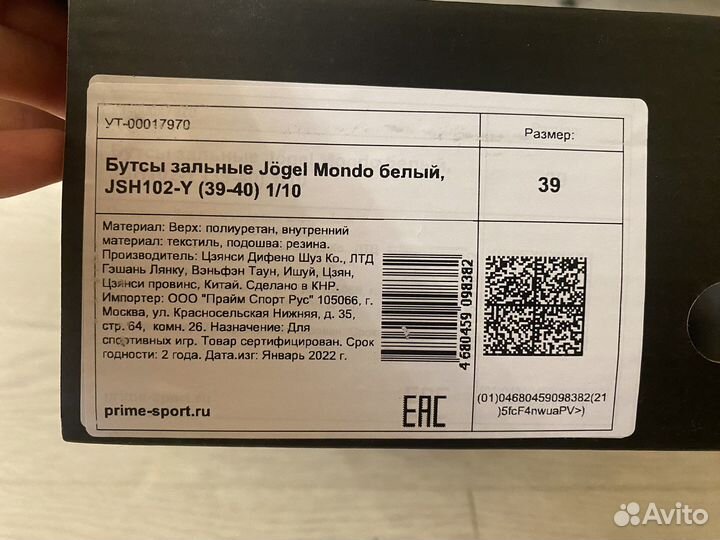 УТ-00017970
Размер:
Бутсы зальные Jögel Mondo белый,
JSH102-Y (39-40) 1/10
39
Материал: Верх: полиуретан, внутренний
материал: текстиль, подошва: резина.
Производитель: Цзянси Дифено Шуз Ко., ЛТД
Гэшань Лянку, Вэньфэн Таун, Ишуй, Цзян,
Цзянси провинс, Китай. Сделано в КНР.
Импортер: ООО "Прайм Спорт Рус" 105066, г.
Москва, ул. Красносельская Нижняя, д. 35,
стр. 64, комн. 26. Назначение: Для
спортивных игр. Товар сертифицирован. Срок
годности: 2 года. Дата.изг: Январь 2022 г.
4 680459 098382
prime-sport.ru
EAC
(01)04680459098382(21
)5fcF4nwuaPV>)
Avito